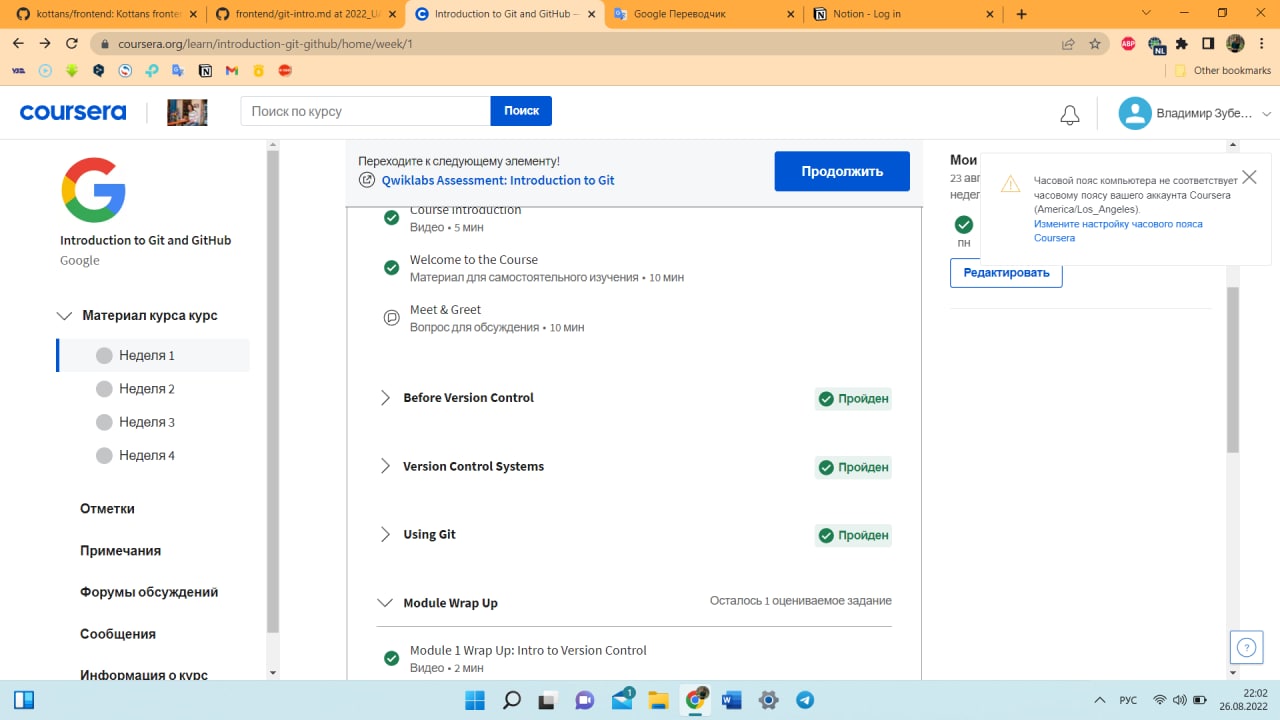 kottans/frontend: Kottans fronte
frontend/git-intro.md at 2022_UA
Introduction to Git and GitHub —
Google Переводчик
Notion - Log in
coursera.org/learn/introduction-git-github/home/week/1
ABP
NL
Other bookmarks
coursera
Поиск по курсу
Поиск
Владимир Зубе...
Introduction to Git and GitHub
Google
Материал курса курс
Неделя 1
Неделя 2
Неделя 3
Неделя 4
Отметки
Примечания
Форумы обсуждений
Сообщения
Информация о курс
Переходите к следующему элементу!
Qwiklabs Assessment: Introduction to Git
Продолжить
Course Introduction
Видео • 5 мин
Welcome to the Course
Материал для самостоятельного изучения • 10 мин
Meet & Greet
Вопрос для обсуждения • 10 мин
Before Version Control
Пройден
Version Control Systems
Пройден
Using Git
Пройден
Module Wrap Up
Осталось 1 оцениваемое задание
Module 1 Wrap Up: Intro to Version Control
Видео • 2 мин
Мои
23 авг
недел
пн
Редактировать
Часовой пояс компьютера не соответствует
часовому поясу вашего аккаунта Coursera
(America/Los_Angeles).
Измените настройку часового пояса
Coursera
?
1
РУС
22:02
26.08.2022